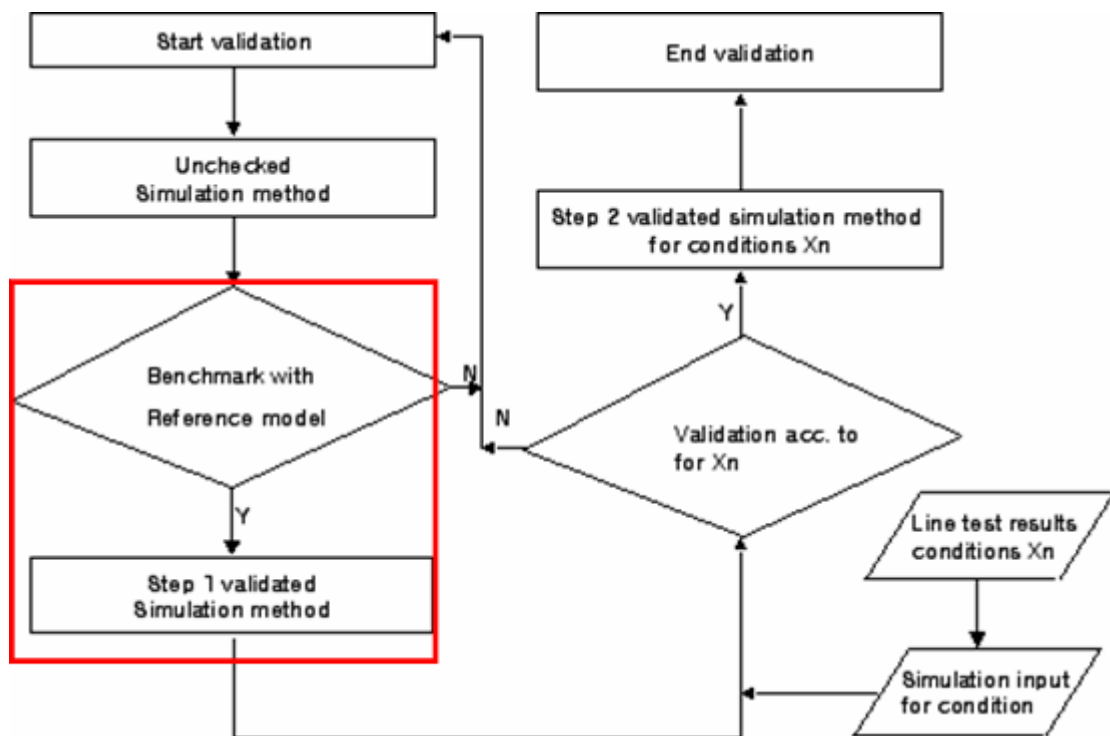 Start validation
Unchecked
Simulation method
Benchmark with
Reference model
N
Y
Step 1 validated
Simulation method
End validation
Step 2 validated simulation method
for conditions Xn
Y
N
Validation acc. to
for Xn
Line test results
conditions Xn
Simulation input
for condition